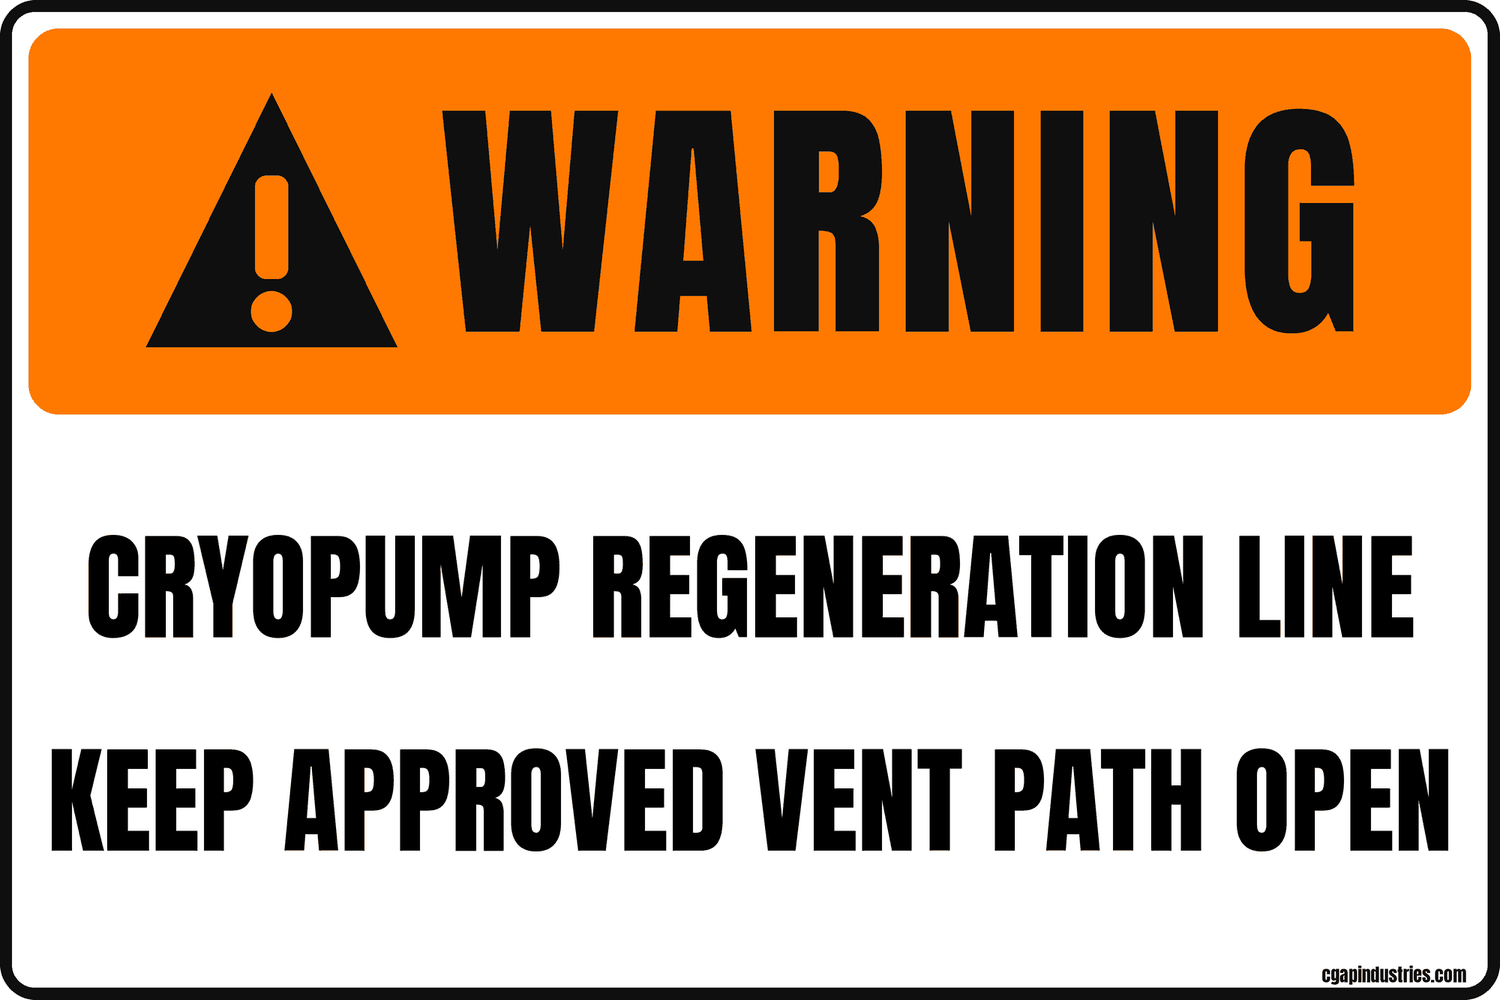 WARNING
CRYOPUMP REGENERATION LINE
KEEP APPROVED VENT PATH OPEN
cgapindustries.com